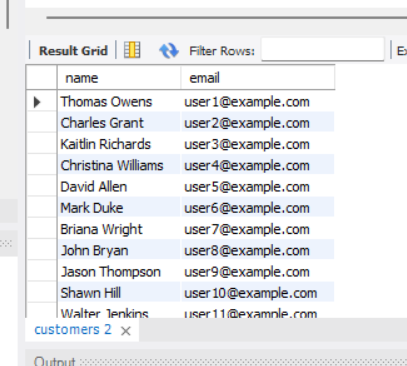 Result Grid Filter Rows: Ex
name email
Thomas Owens user1@example.com
Charles Grant user2@example.com
Kaitlin Richards user3@example.com
Christina Williams user4@example.com
David Allen user5@example.com
Mark Duke user6@example.com
Briana Wright user7@example.com
John Bryan user8@example.com
Jason Thompson user9@example.com
Shawn Hill user10@example.com
Walter Jenkins user11@example.com
customers 2
Output